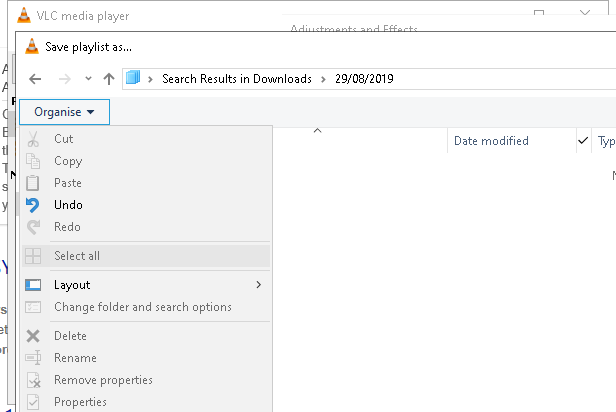 VLC media player
Adjustments and Effects
Save playlist as...
Search Results in Downloads > 29/08/2019
Organise
Date modified
Typ
Cut
Copy
Paste
Undo
Redo
Select all
Layout
Change folder and search options
Delete
Rename
Remove properties
Properties